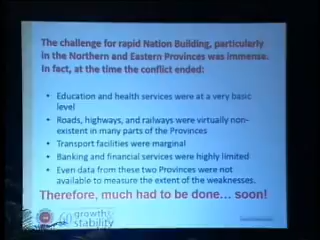 The challenge for rapid Nation Building, particularly
in the Northern and Eastern Provinces was immense.
In fact, at the time the conflict ended:
• Education and health services were at a very basic
level
• Roads, highways, and railways were virtually non-
existent in many parts of the Provinces
• Transport facilities were marginal
• Banking and financial services were highly limited
• Even data from these two Provinces were not
available to measure the extent of the weaknesses.
Therefore, much had to be done... soon!
growth
stability